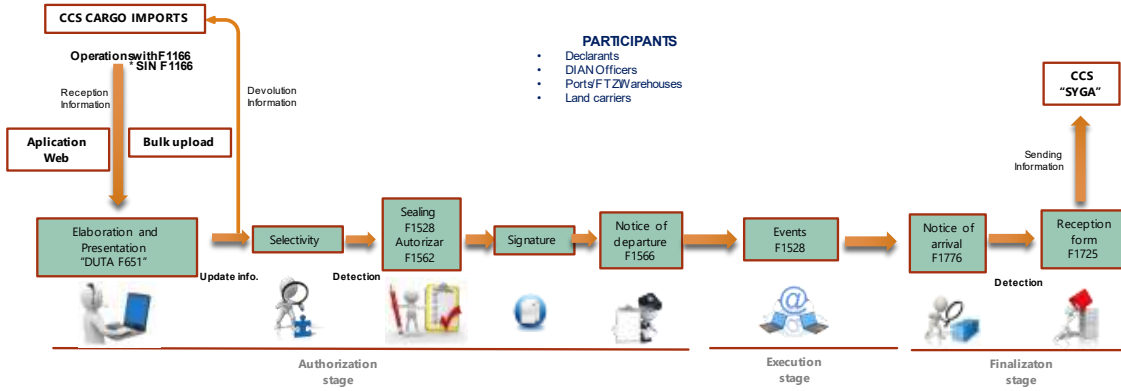 CCS CARGO IMPORTS
OperationswithF1166
* SIN F1166
Reception
Information
Devolution
Information
Aplication
Web
Bulk upload
PARTICIPANTS
• Declarants
• DIAN Officers
• Ports/FTZWarehouses
• Land carriers
CCS
"SYGA"
Sending
Information
Elaboration and
Presentation
"DUTA F651"
Update info.
Selectivity
Detection
Sealing
F1528
Autorizar
F1562
Signature
Notice of
departure
F1566
Events
F1528
Notice of
arrival
F1776
Detection
Reception
form
F1725
Authorization
stage
Execution
stage
Finalizaton
stage